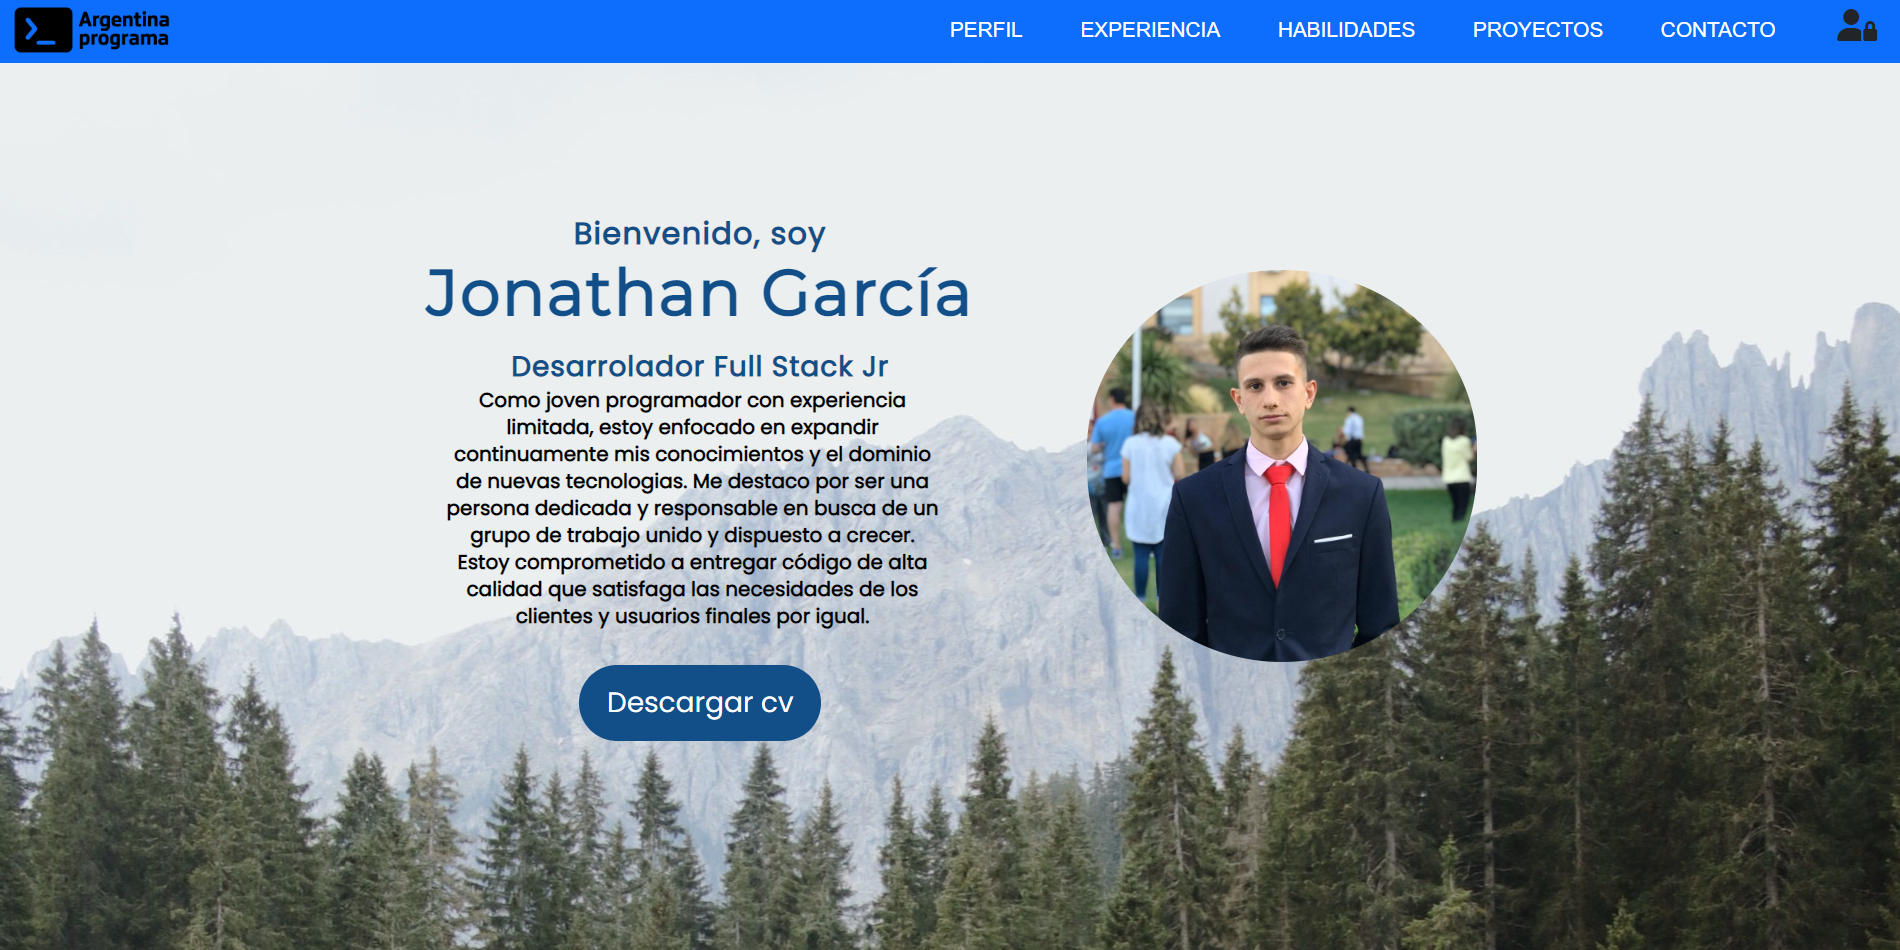 Argentina
programa
PERFIL EXPERIENCIA HABILIDADES PROYECTOS CONTACTO
Bienvenido, soy
Jonathan García
Desarrolador Full Stack Jr
Como joven programador con experiencia
limitada, estoy enfocado en expandir
continuamente mis conocimientos y el dominio
de nuevas tecnologias. Me destaco por ser una
persona dedicada y responsable en busca de un
grupo de trabajo unido y dispuesto a crecer.
Estoy comprometido a entregar código de alta
calidad que satisfaga las necesidades de los
clientes y usuarios finales por igual.
Descargar cv